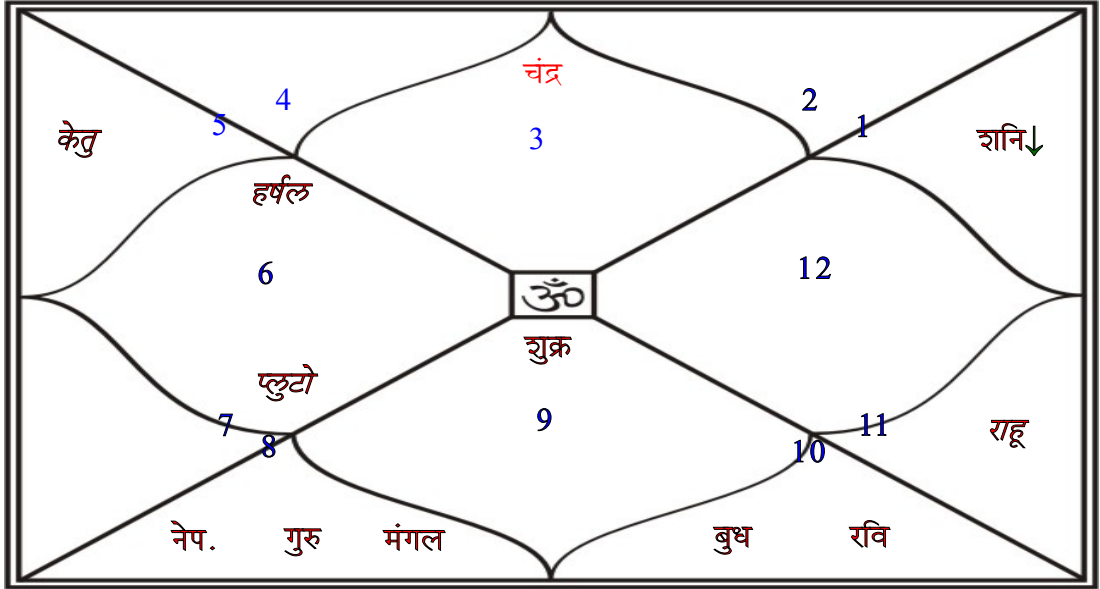 चंद्र
4
2
5
1
केतु
3
शनि↓
हर्षल
6
12
ॐ
शुक्र
प्लुटो
9
7
11
राहू
8
10
नेप. गुरु मंगल बुध रवि